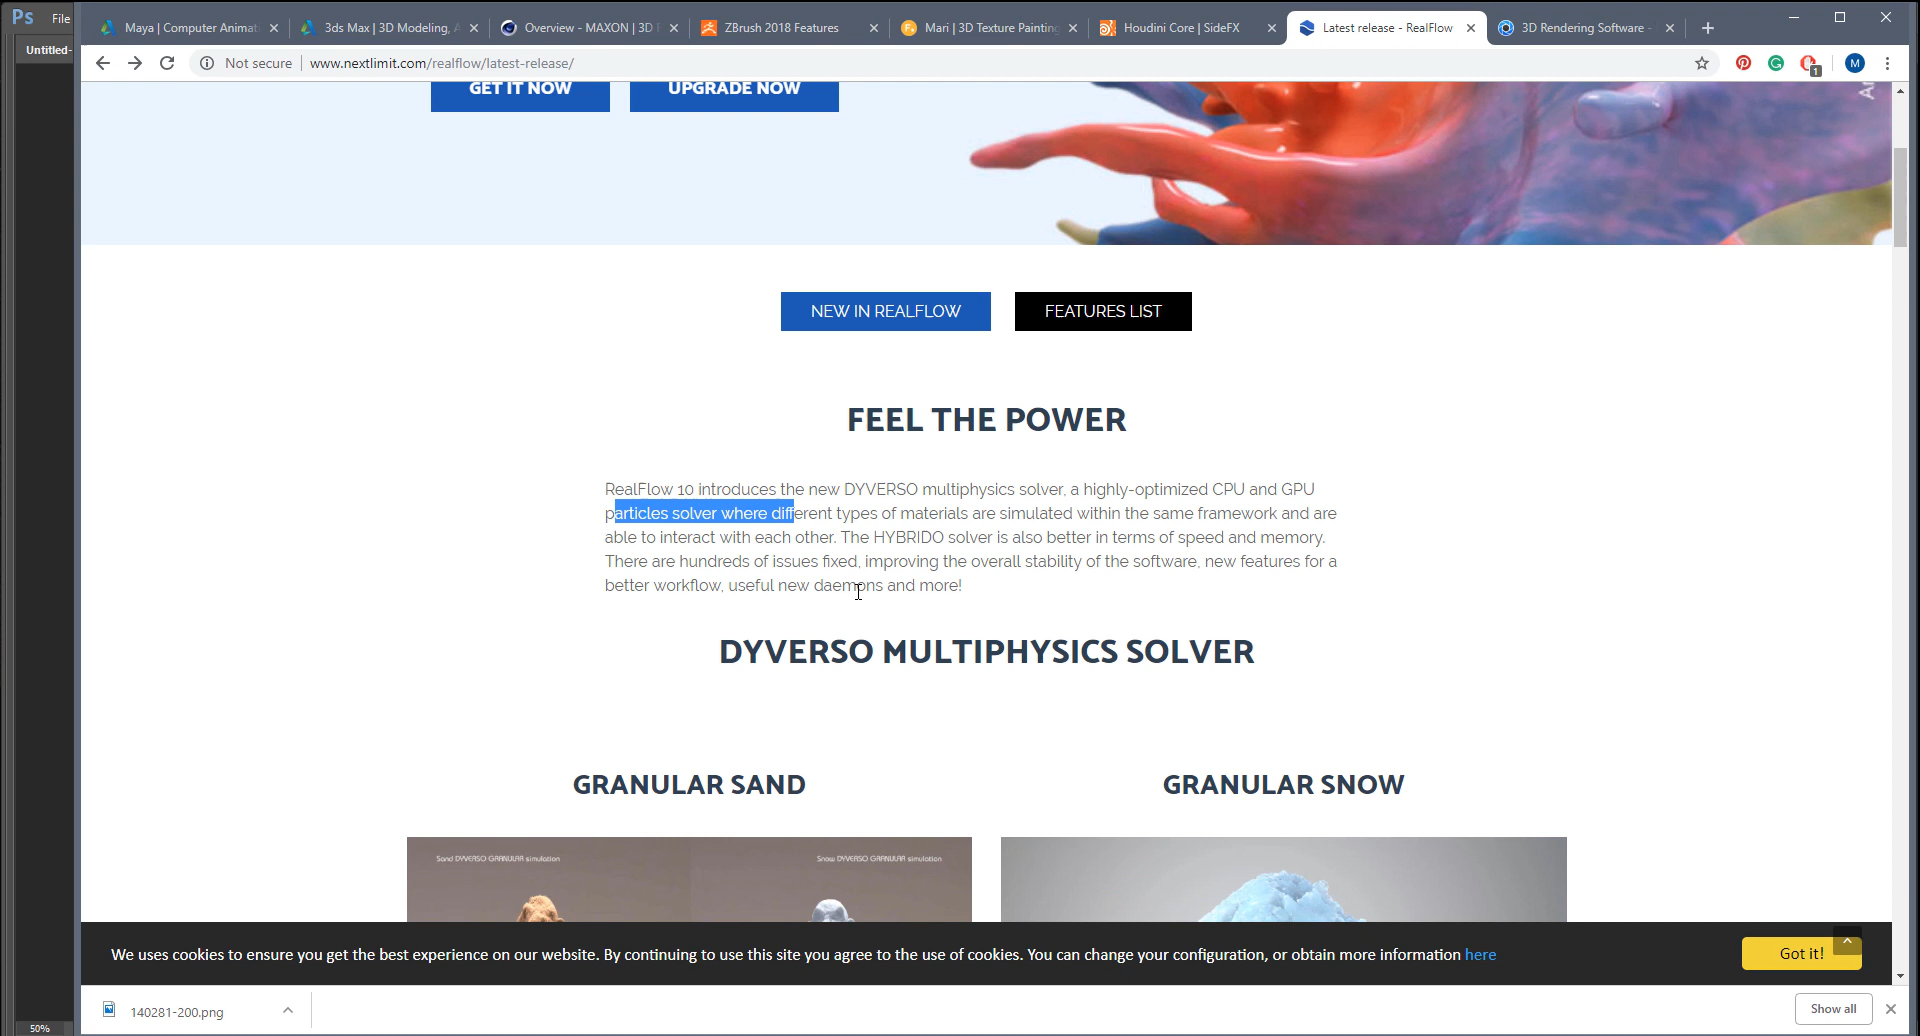 Ps File
Maya | Computer Animat
3ds Max | 3D Modeling, A
Overview - MAXON | 3D F
ZBrush 2018 Features
Mari | 3D Texture Painting
Houdini Core | SideFX
Latest release - RealFlow
3D Rendering Software -
Untitled-
Not secure www.nextlimit.com/realflow/latest-release/
1
M
GET IT NOW
UPGRADE NOW
NEW IN REALFLOW
FEATURES LIST
FEEL THE POWER
RealFlow 10 introduces the new DYVERSO multiphysics solver, a highly-optimized CPU and GPU
particles solver where different types of materials are simulated within the same framework and are
able to interact with each other. The HYBRIDO solver is also better in terms of speed and memory.
There are hundreds of issues fixed, improving the overall stability of the software, new features for a
better workflow, useful new daemons and more!
DYVERSO MULTIPHYSICS SOLVER
GRANULAR SAND
GRANULAR SNOW
Sand DYVERSO GRANULAR simulation
Snow DYVERSO GRANULAR simulation
We uses cookies to ensure you get the best experience on our website. By continuing to use this site you agree to the use of cookies. You can change your configuration, or obtain more information here
Got it!
140281-200.png
Show all
50%